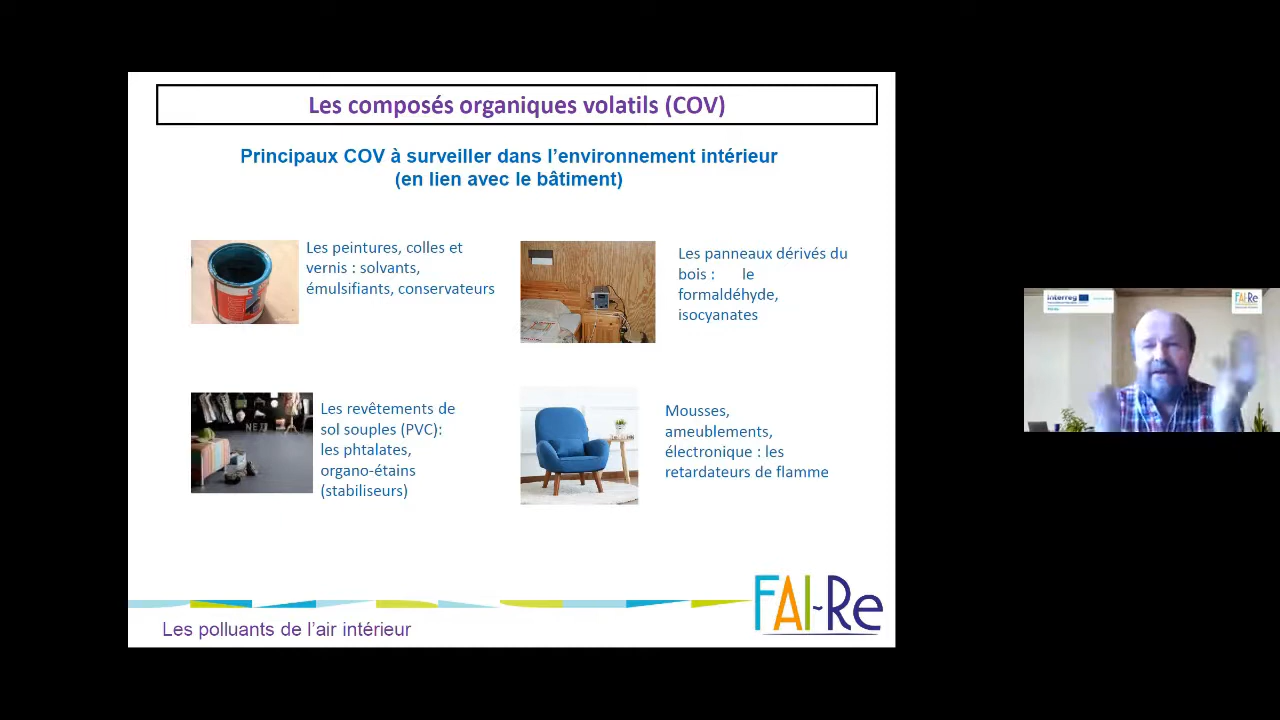 Les composés organiques volatils (COV)
Principaux COV à surveiller dans l'environnement intérieur
(en lien avec le bâtiment)
Les peintures, colles et
vernis : solvants,
émulsifiants, conservateurs
Les panneaux dérivés du
bois : le
formaldéhyde,
isocyanates
Les revêtements de
sol souples (PVC):
les phtalates,
organo-étains
(stabiliseurs)
Mousses,
ameublements,
électronique : les
retardateurs de flamme
Les polluants de l'air intérieur
FAI~Re
Interreg
FAI-Re